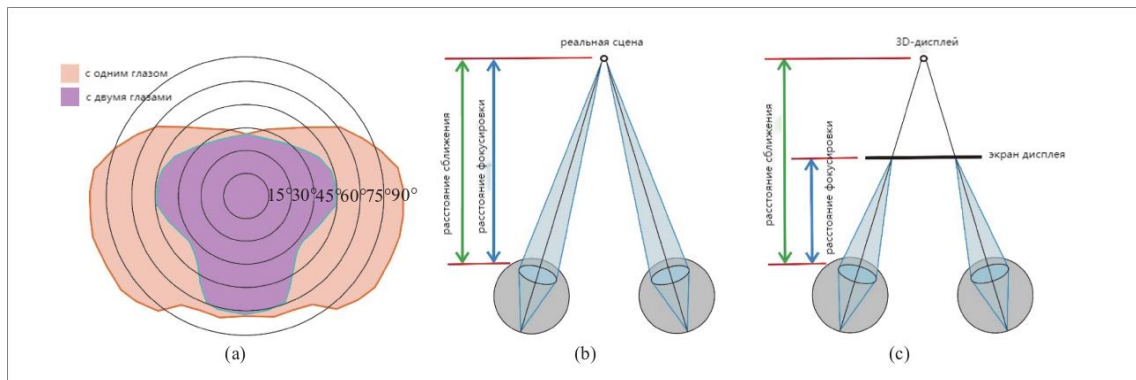 с одним глазом
с двумя глазами
15°30°45°60°75°90°
(a)
реальная сцена
расстояние сближения
расстояние фокусировки
(b)
3D-дисплей
расстояние сближения
расстояние фокусировки
экран дисплея
(c)